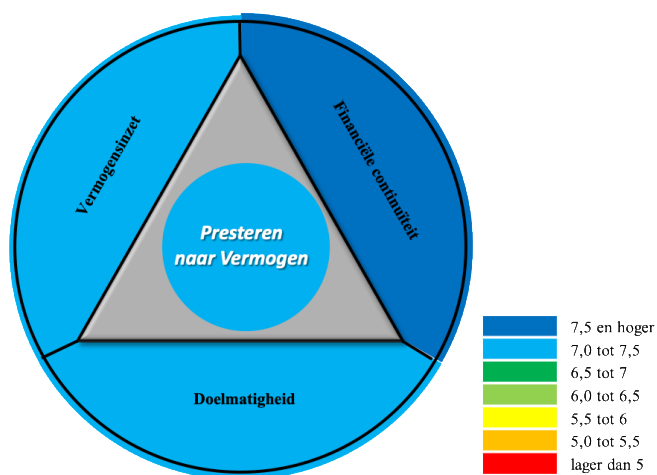 Vermogensinzet
Financiële continuïteit
Presteren
naar Vermogen
Doelmatigheid
7,5 en hoger
7,0 tot 7,5
6,5 tot 7
6,0 tot 6,5
5,5 tot 6
5,0 tot 5,5
lager dan 5